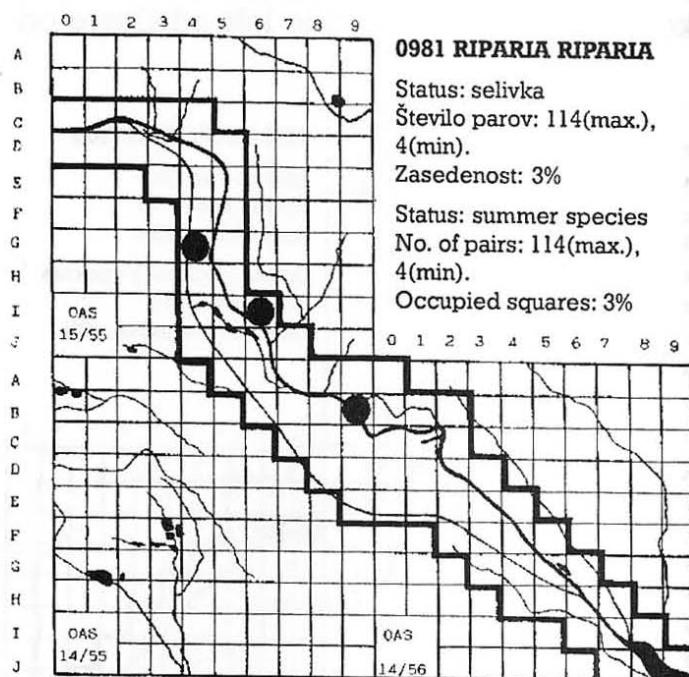 0 1 2 3 4 5 6 7 8 9
0981 RIPARIA RIPARIA
Status: selivka
Število parov: 114(max.),
4(min).
Zasedenost: 3%
Status: summer species
No. of pairs: 114(max.),
4(min).
Occupied squares: 3%
A
B
C
D
E
F
G
H
I
J
OAS
15/55
0 1 2 3 4 5 6 7 8 9
A
B
C
D
E
F
G
H
I
J
OAS
14/55
OAS
14/56